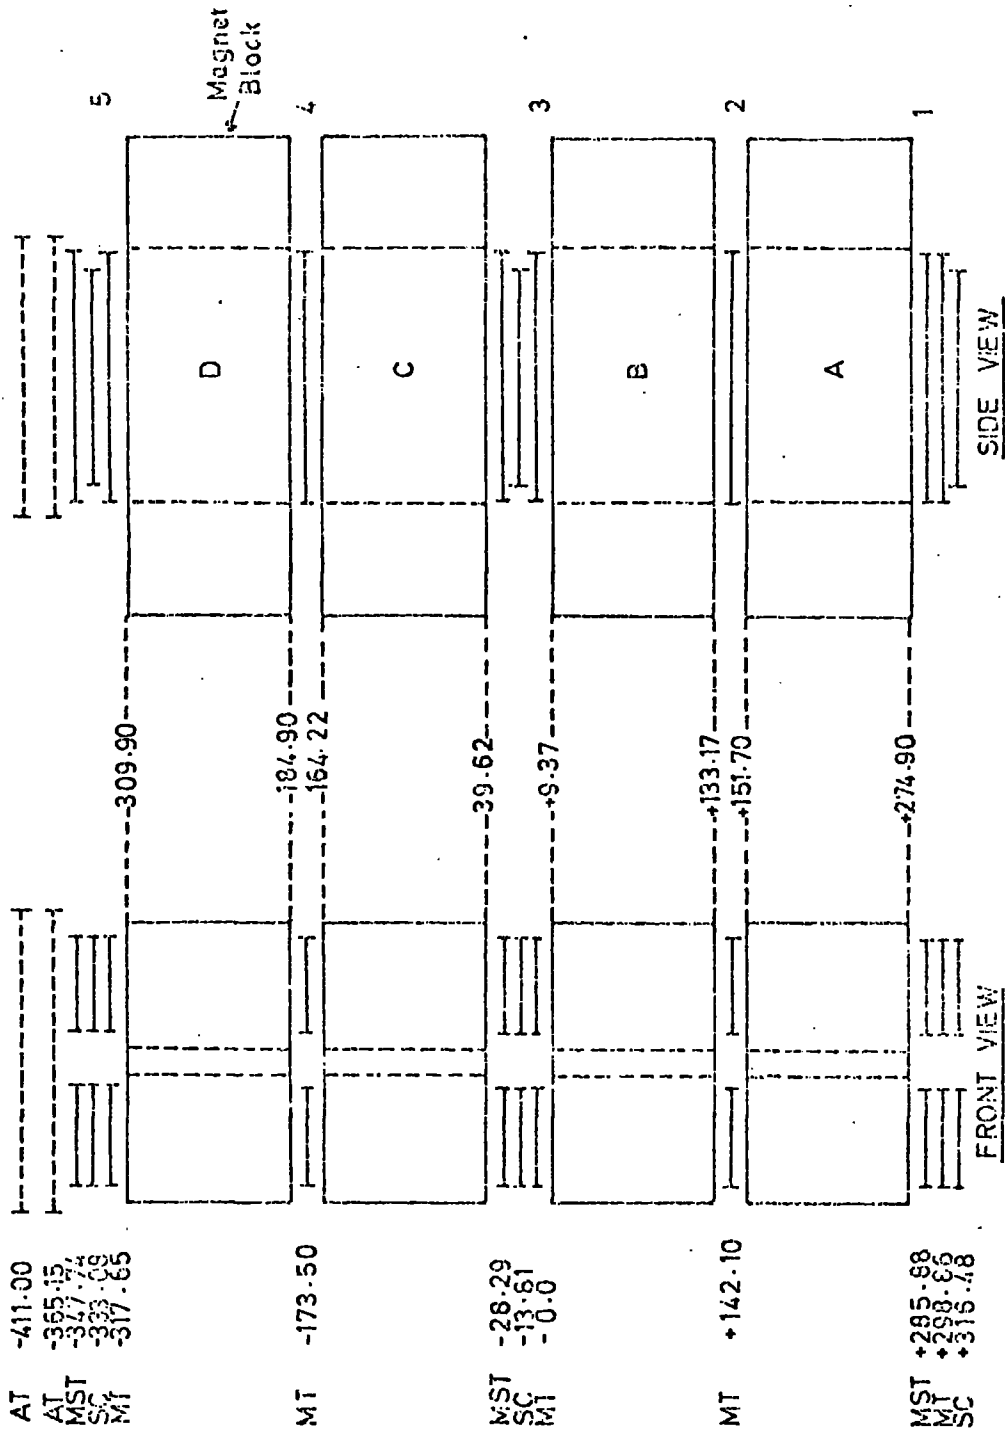 AT -411.00
AT -365.15
MST
SC
MT -317.65
MT -173.50
MST -28.29
SC -13.61
MT -0.0
MT +142.10
MST +285.88
MT
SC +316.48
-309.90
-184.90
-164.22
-39.62
+9.37
+133.17
+151.70
+274.90
FRONT VIEW
D
C
B
A
5
Magnet
Block
4
3
2
1
SIDE VIEW